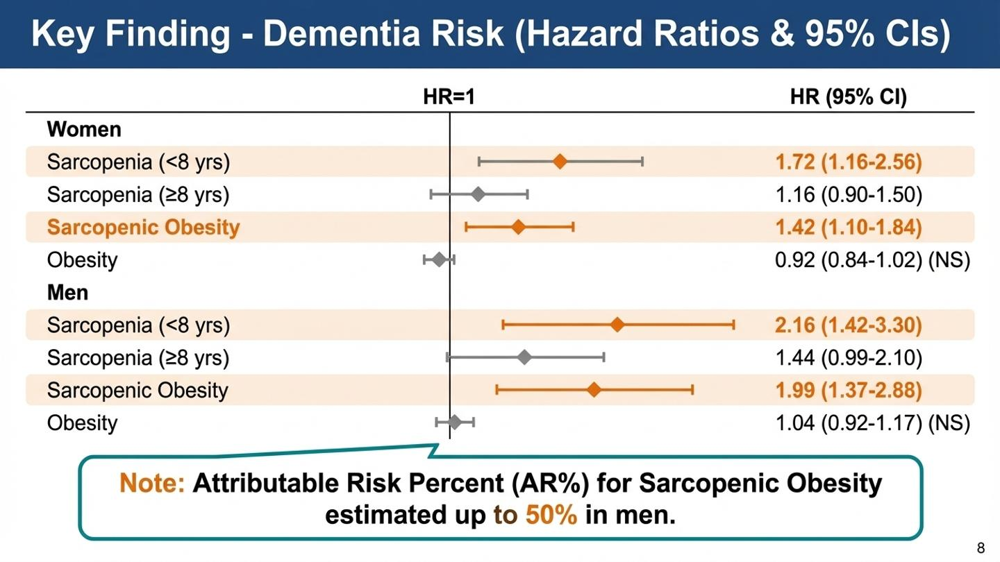 Key Finding - Dementia Risk (Hazard Ratios & 95% CIs)
HR=1 HR (95% CI)
Women
Sarcopenia (<8 yrs) 1.72 (1.16-2.56)
Sarcopenia (≥8 yrs) 1.16 (0.90-1.50)
Sarcopenic Obesity 1.42 (1.10-1.84)
Obesity 0.92 (0.84-1.02) (NS)
Men
Sarcopenia (<8 yrs) 2.16 (1.42-3.30)
Sarcopenia (≥8 yrs) 1.44 (0.99-2.10)
Sarcopenic Obesity 1.99 (1.37-2.88)
Obesity 1.04 (0.92-1.17) (NS)
Note: Attributable Risk Percent (AR%) for Sarcopenic Obesity
estimated up to 50% in men.
8